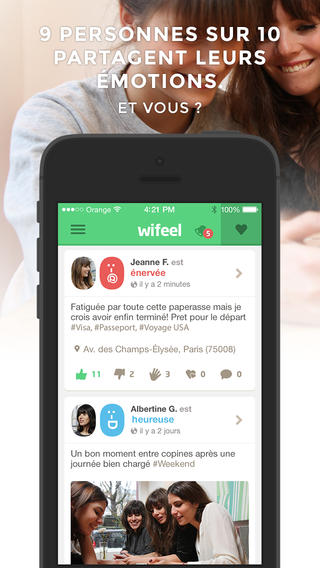 9 PERSONNES SUR 10
PARTAGENT LEURS
ÉMOTIONS.
ET VOUS ?
Orange 4:21 PM 100%
wifeel 5
Jeanne F. est
énervée
il y a 2 minutes
Fatiguée par toute cette paperasse mais je
crois avoir enfin terminé! Pret pour le départ
#Visa, #Passeport, #Voyage USA
Av. des Champs-Élysée, Paris (75008)
11 2 3 0 0
Albertine G. est
heureuse
il y a 2 jours
Un bon moment entre copines après une
journée bien chargé #Weekend